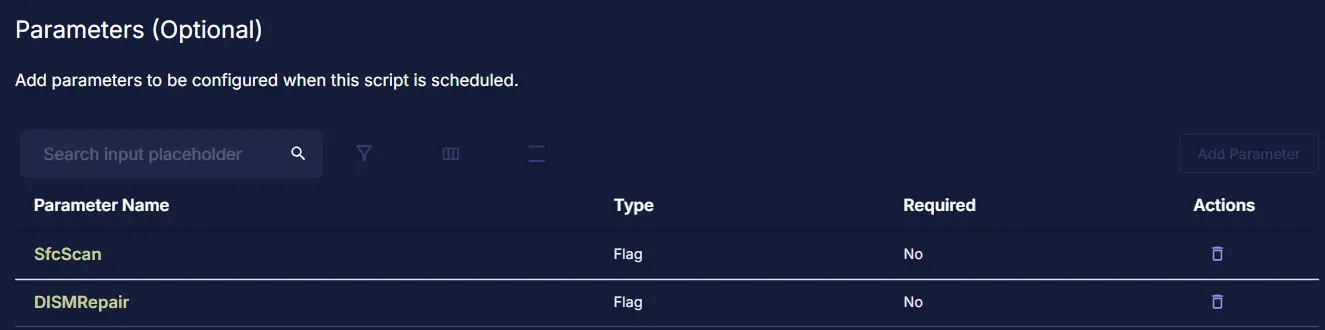 Parameters (Optional)
Add parameters to be configured when this script is scheduled.
Search input placeholder
Add Parameter
Parameter Name Type Required Actions
SfcScan Flag No
DISMRepair Flag No